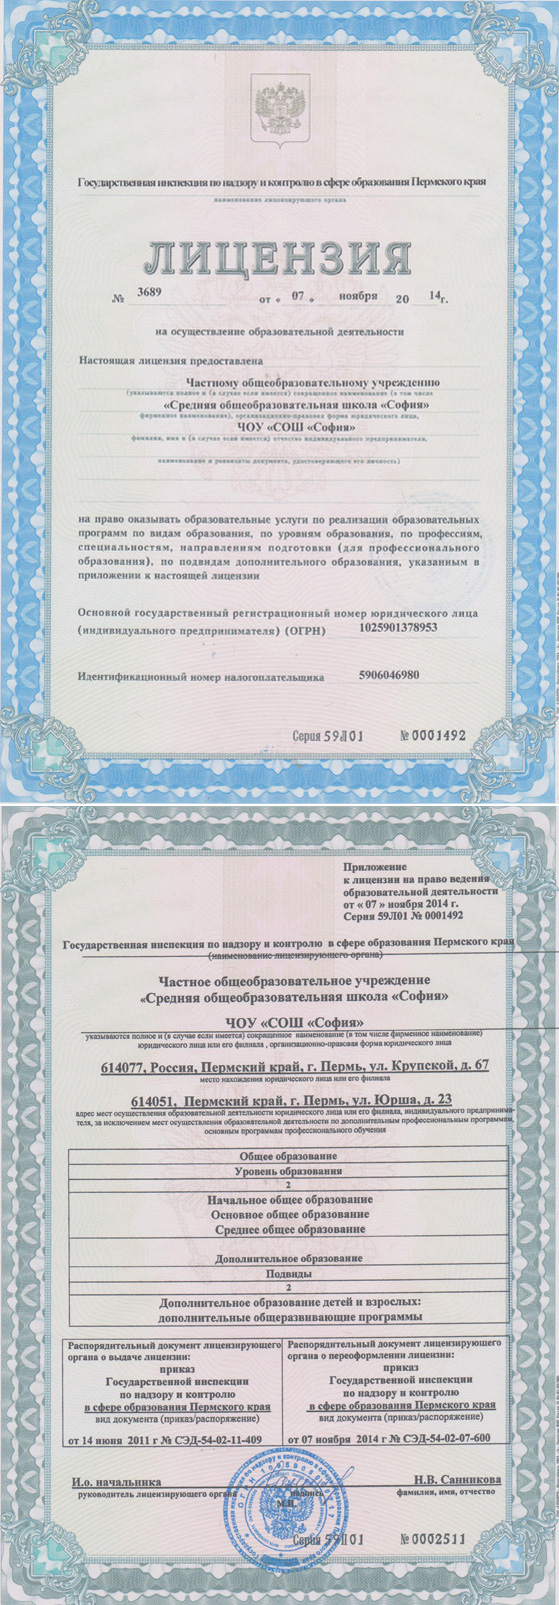 Государственная инспекция по надзору и контролю в сфере образования Пермского края
наименование лицензирующего органа
ЛИЦЕНЗИЯ
№ 3689 от « 07 » ноября 20 14г.
на осуществление образовательной деятельности
Настоящая лицензия предоставлена
Частному общеобразовательному учреждению
(указываются полное и (в случае если имеется) сокращенное наименование (в том числе
«Средняя общеобразовательная школа «София»
фирменное наименование), организационно-правовая форма юридического лица,
ЧОУ «СОШ «София»
фамилия, имя и (в случае если имеется) отчество индивидуального предпринимателя,
наименование и реквизиты документа, удостоверяющего его личность)
на право оказывать образовательные услуги по реализации образовательных
программ по видам образования, по уровням образования, по профессиям,
специальностям, направлениям подготовки (для профессионального
образования), по подвидам дополнительного образования, указанным в
приложении к настоящей лицензии
Основной государственный регистрационный номер юридического лица
(индивидуального предпринимателя) (ОГРН) 1025901378953
Идентификационный номер налогоплательщика 5906046980
Серия 59Л01 № 0001492
Приложение
к лицензии на право ведения
образовательной деятельности
от « 07 » ноября 2014 г.
Серия 59Л01 № 0001492
Государственная инспекция по надзору и контролю в сфере образования Пермского края
(наименование лицензирующего органа)
Частное общеобразовательное учреждение
«Средняя общеобразовательная школа «София»
ЧОУ «СОШ «София»
указываются полное и (в случае если имеется) сокращенное наименование (в том числе фирменное наименование)
юридического лица или его филиала , организационно-правовая форма юридического лица
614077, Россия, Пермский край, г. Пермь, ул. Крупской, д. 67
место нахождения юридического лица или его филиала
614051, Пермский край, г. Пермь, ул. Юрша, д. 23
адрес мест осуществления образовательной деятельности юридического лица или его филиала, индивидуального предпринима-
теля, за исключением мест осуществления образовательной деятельности по дополнительным профессиональным программам,
основным программам профессионального обучения
Общее образование
Уровень образования
2
Начальное общее образование
Основное общее образование
Среднее общее образование
Дополнительное образование
Подвиды
2
Дополнительное образование детей и взрослых:
дополнительные общеразвивающие программы
Распорядительный документ лицензирующего
органа о выдаче лицензии:
приказ
Государственной инспекции
по надзору и контролю
в сфере образования Пермского края
вид документа (приказ/распоряжение)
от 14 июня 2011 г № СЭД-54-02-11-409
Распорядительный документ лицензирующего
органа о переоформлении лицензии:
приказ
Государственной инспекции
по надзору и контролю
в сфере образования Пермского края
вид документа (приказ/распоряжение)
от 07 ноября 2014 г № СЭД-54-02-07-600
И.о. начальника Н.В. Санникова
руководитель лицензирующего органа подпись фамилия, имя, отчество
М.П.
Серия 59Л01 № 0002511